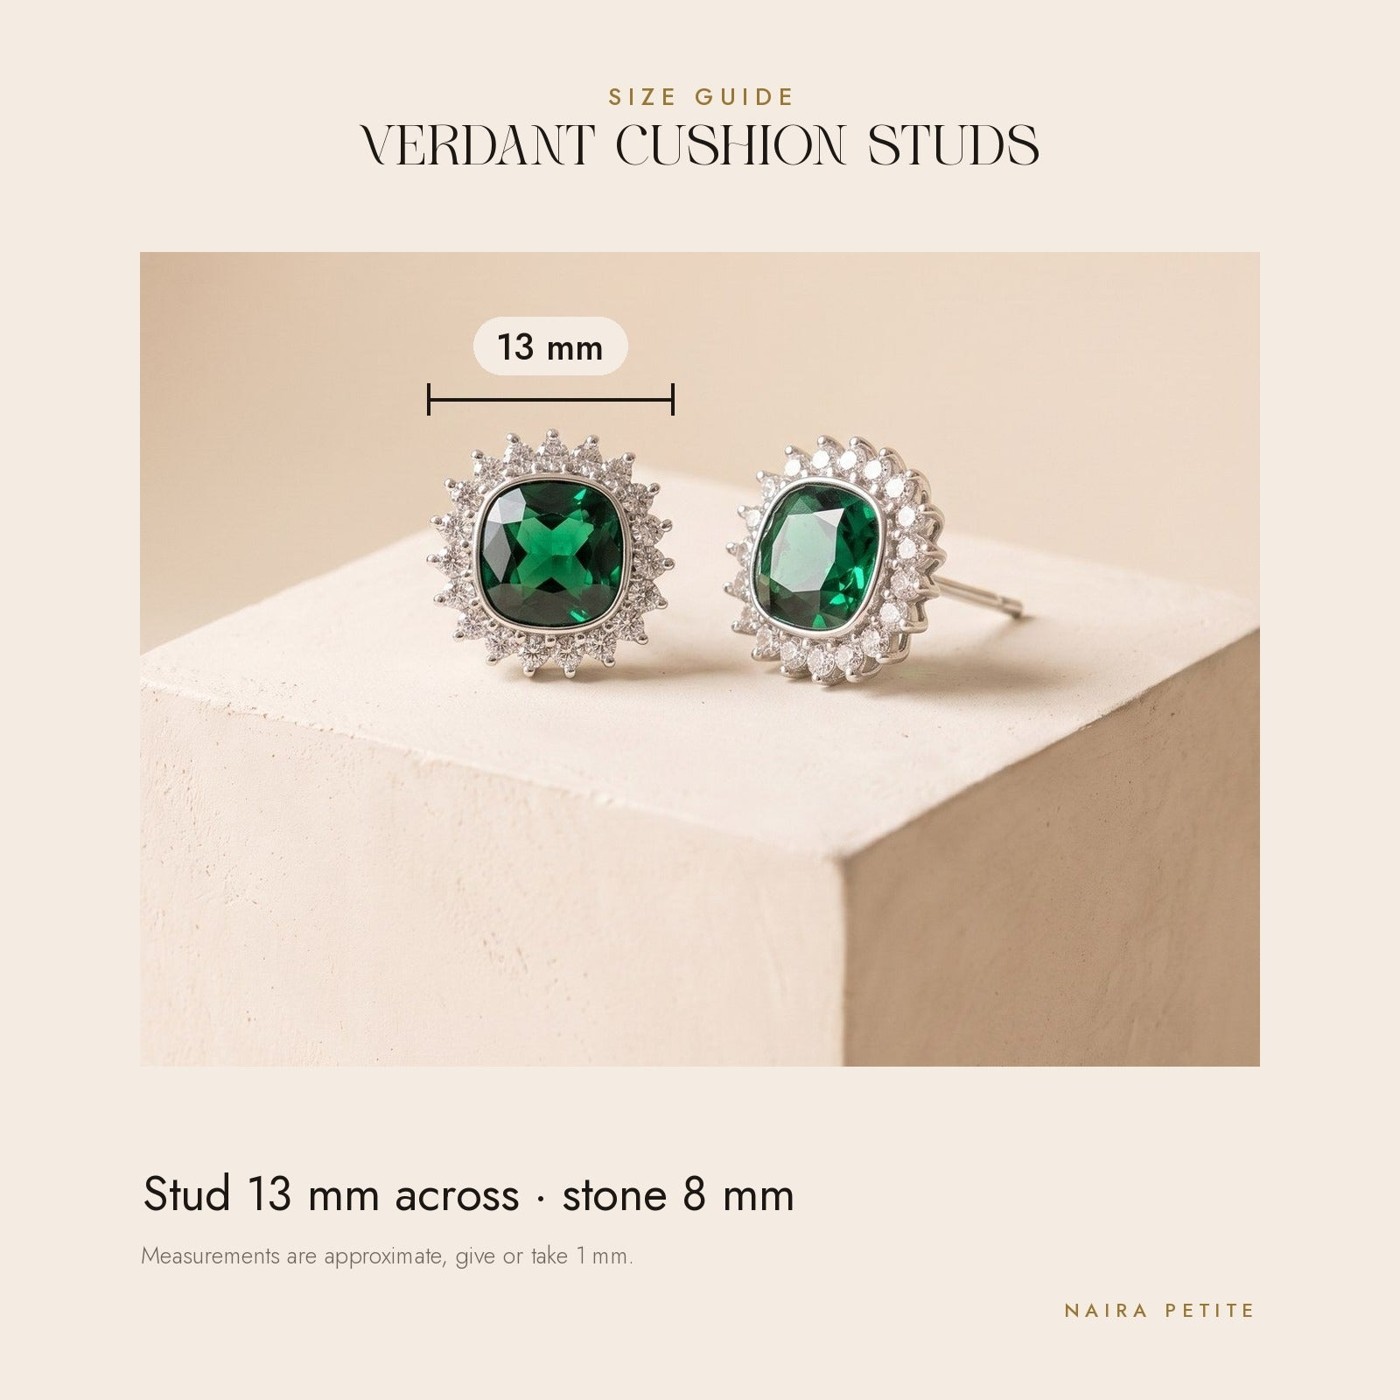 SIZE GUIDE
VERDANT CUSHION STUDS
13 mm
Stud 13 mm across · stone 8 mm
Measurements are approximate, give or take 1 mm.
NAIRA PETITE